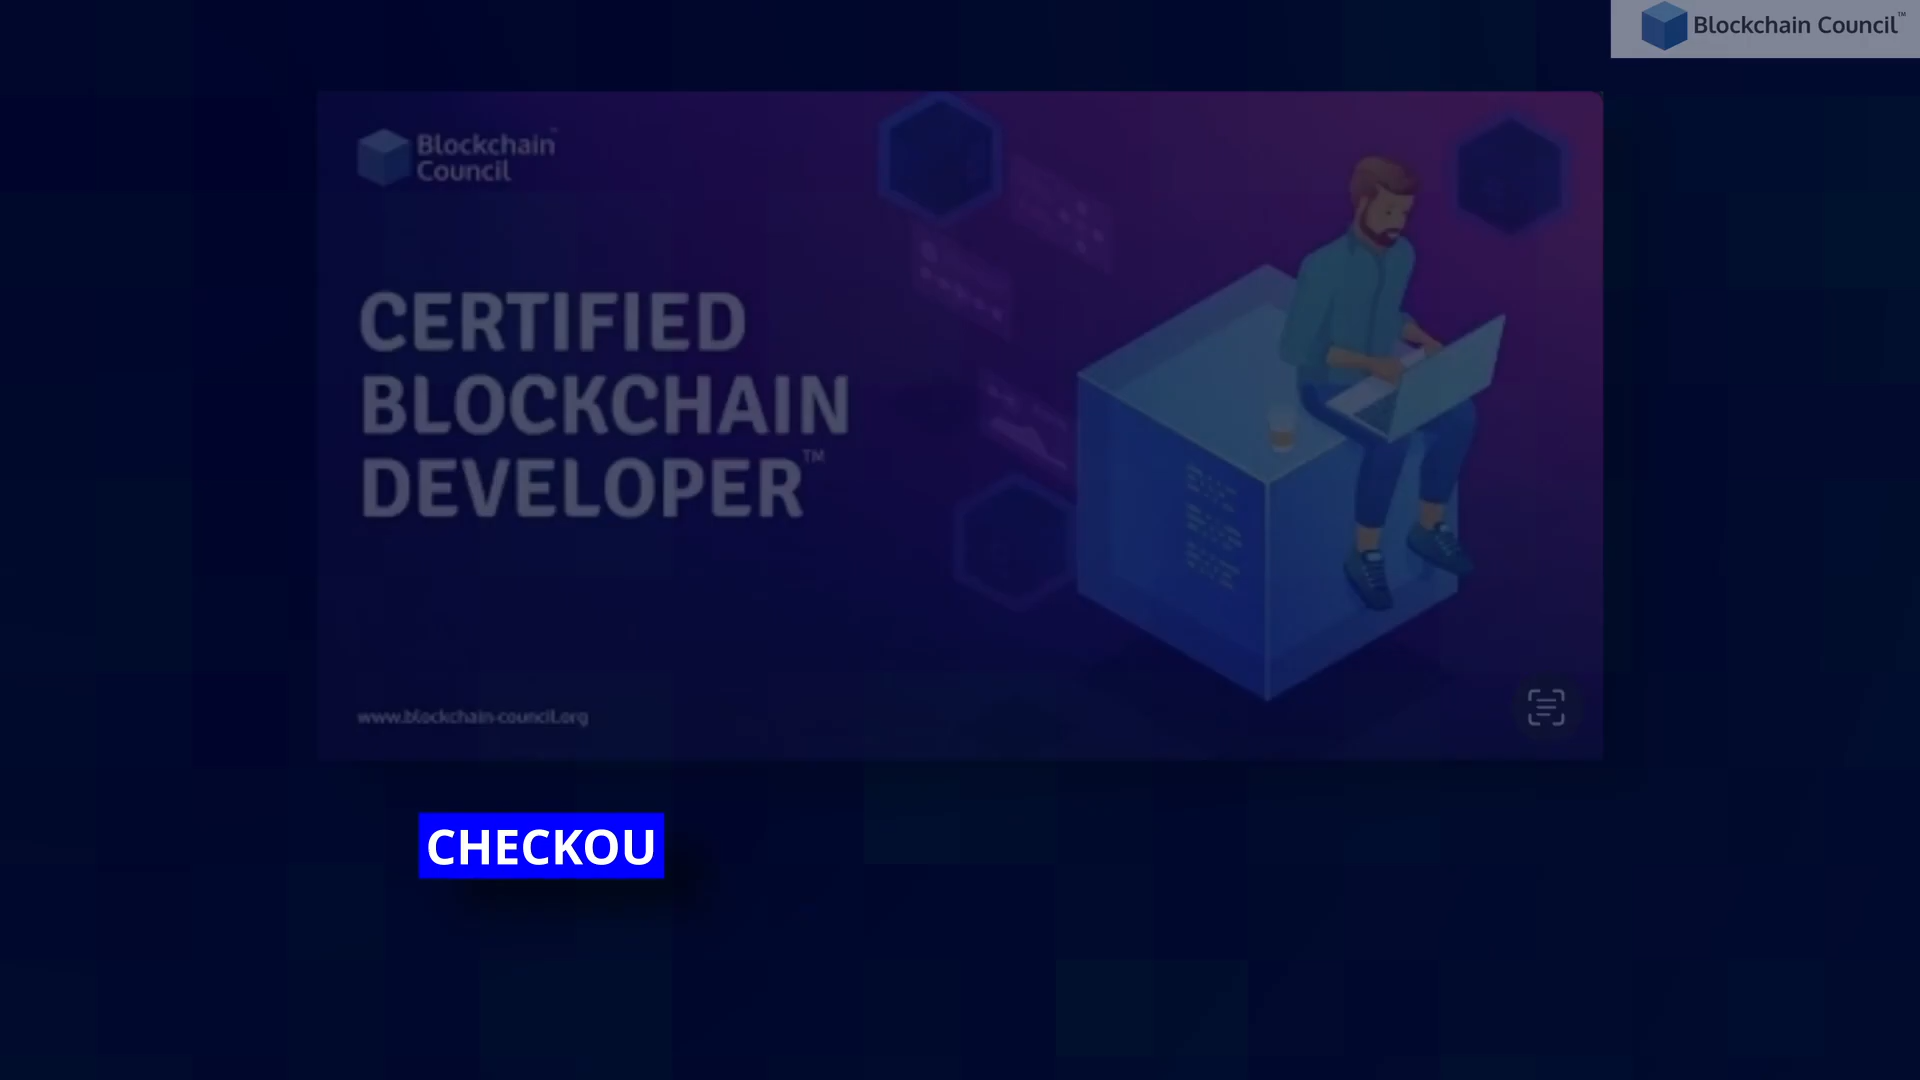 Blockchain Council™
Blockchain™
Council
CERTIFIED
BLOCKCHAIN
DEVELOPER™
www.blockchain-council.org
CHECKOU